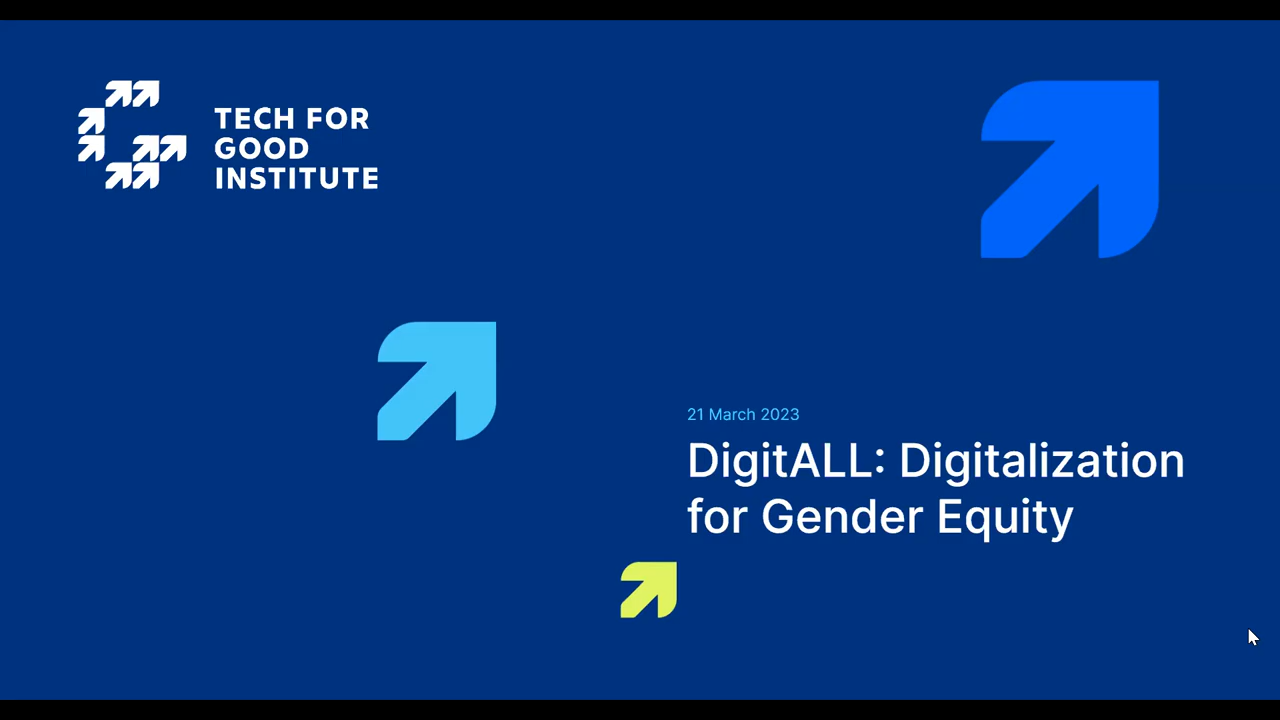 TECH FOR
GOOD
INSTITUTE
21 March 2023
DigitALL: Digitalization
for Gender Equity